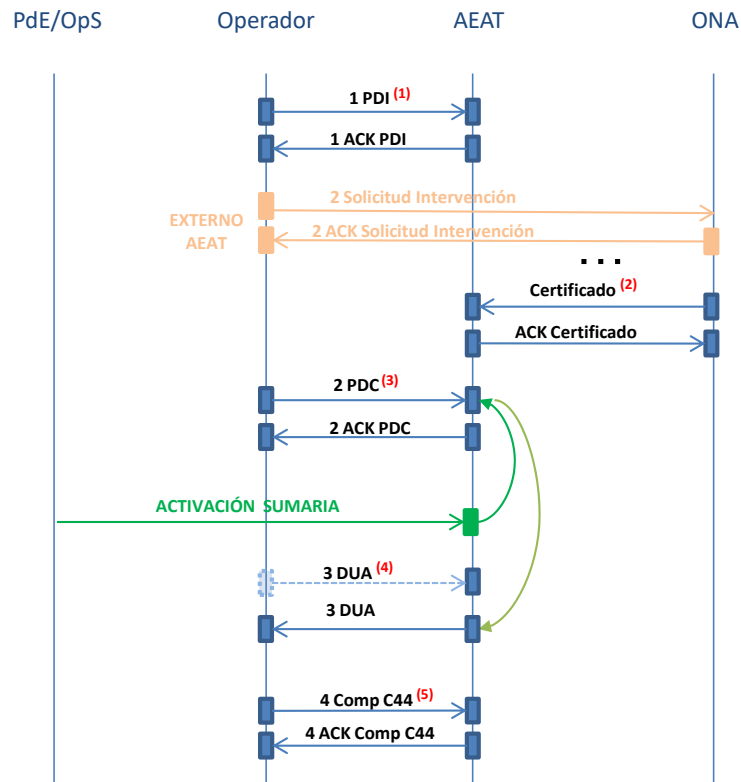 PdE/OpS Operador AEAT ONA
1 PDI (1)
1 ACK PDI
2 Solicitud Intervención
EXTERNO
AEAT
2 ACK Solicitud Intervención
...
Certificado (2)
ACK Certificado
2 PDC (3)
2 ACK PDC
ACTIVACIÓN SUMARIA
3 DUA (4)
3 DUA
4 Comp C44 (5)
4 ACK Comp C44